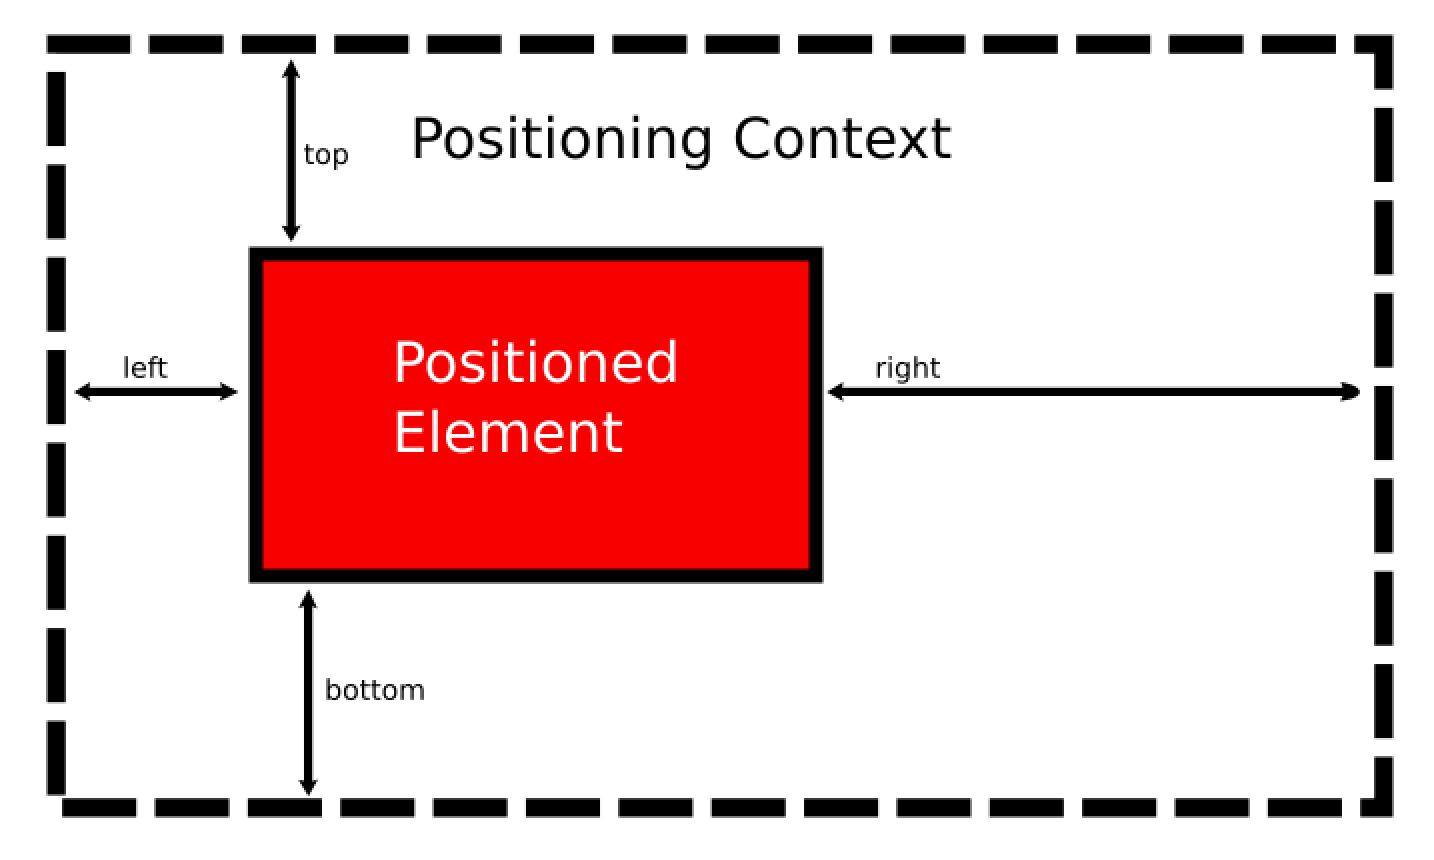 Positioning Context
top
left
Positioned
Element
right
bottom